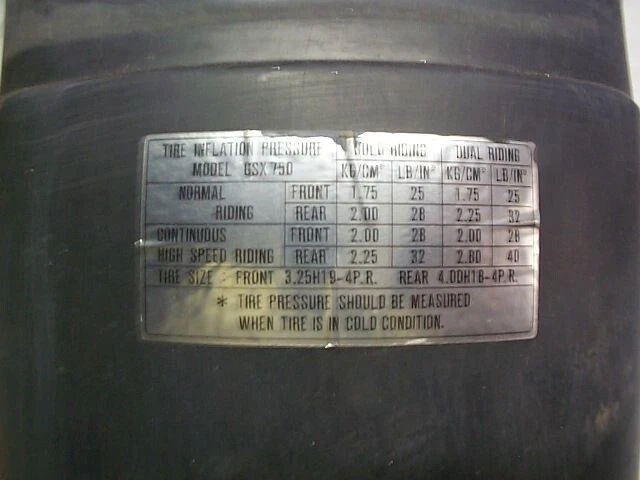 TIRE INFLATION PRESSURE SOLO RIDING DUAL RIDING
MODEL GSX750 KG/CM² LB/IN² KG/CM² LB/IN²
NORMAL RIDING FRONT 1.75 25 1.75 25
REAR 2.00 28 2.25 32
CONTINUOUS HIGH SPEED RIDING FRONT 2.00 28 2.00 28
REAR 2.25 32 2.80 40
TIRE SIZE : FRONT 3.25H19-4P.R. REAR 4.00H18-4P.R.
* TIRE PRESSURE SHOULD BE MEASURED
WHEN TIRE IS IN COLD CONDITION.